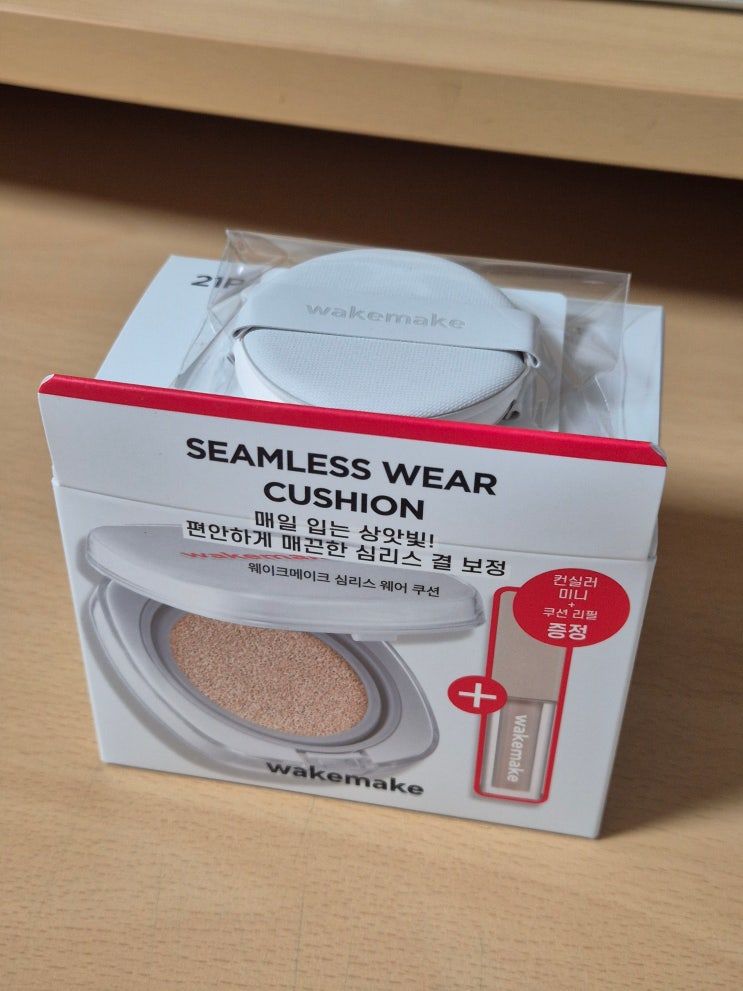 21P
wakemake
SEAMLESS WEAR
CUSHION
매일 입는 상앗빛!
편안하게 매끈한 심리스 결 보정
웨이크메이크 심리스 웨어 쿠션
컨실러
미니
+
쿠션 리필
증정
+
wakemake
wakemake